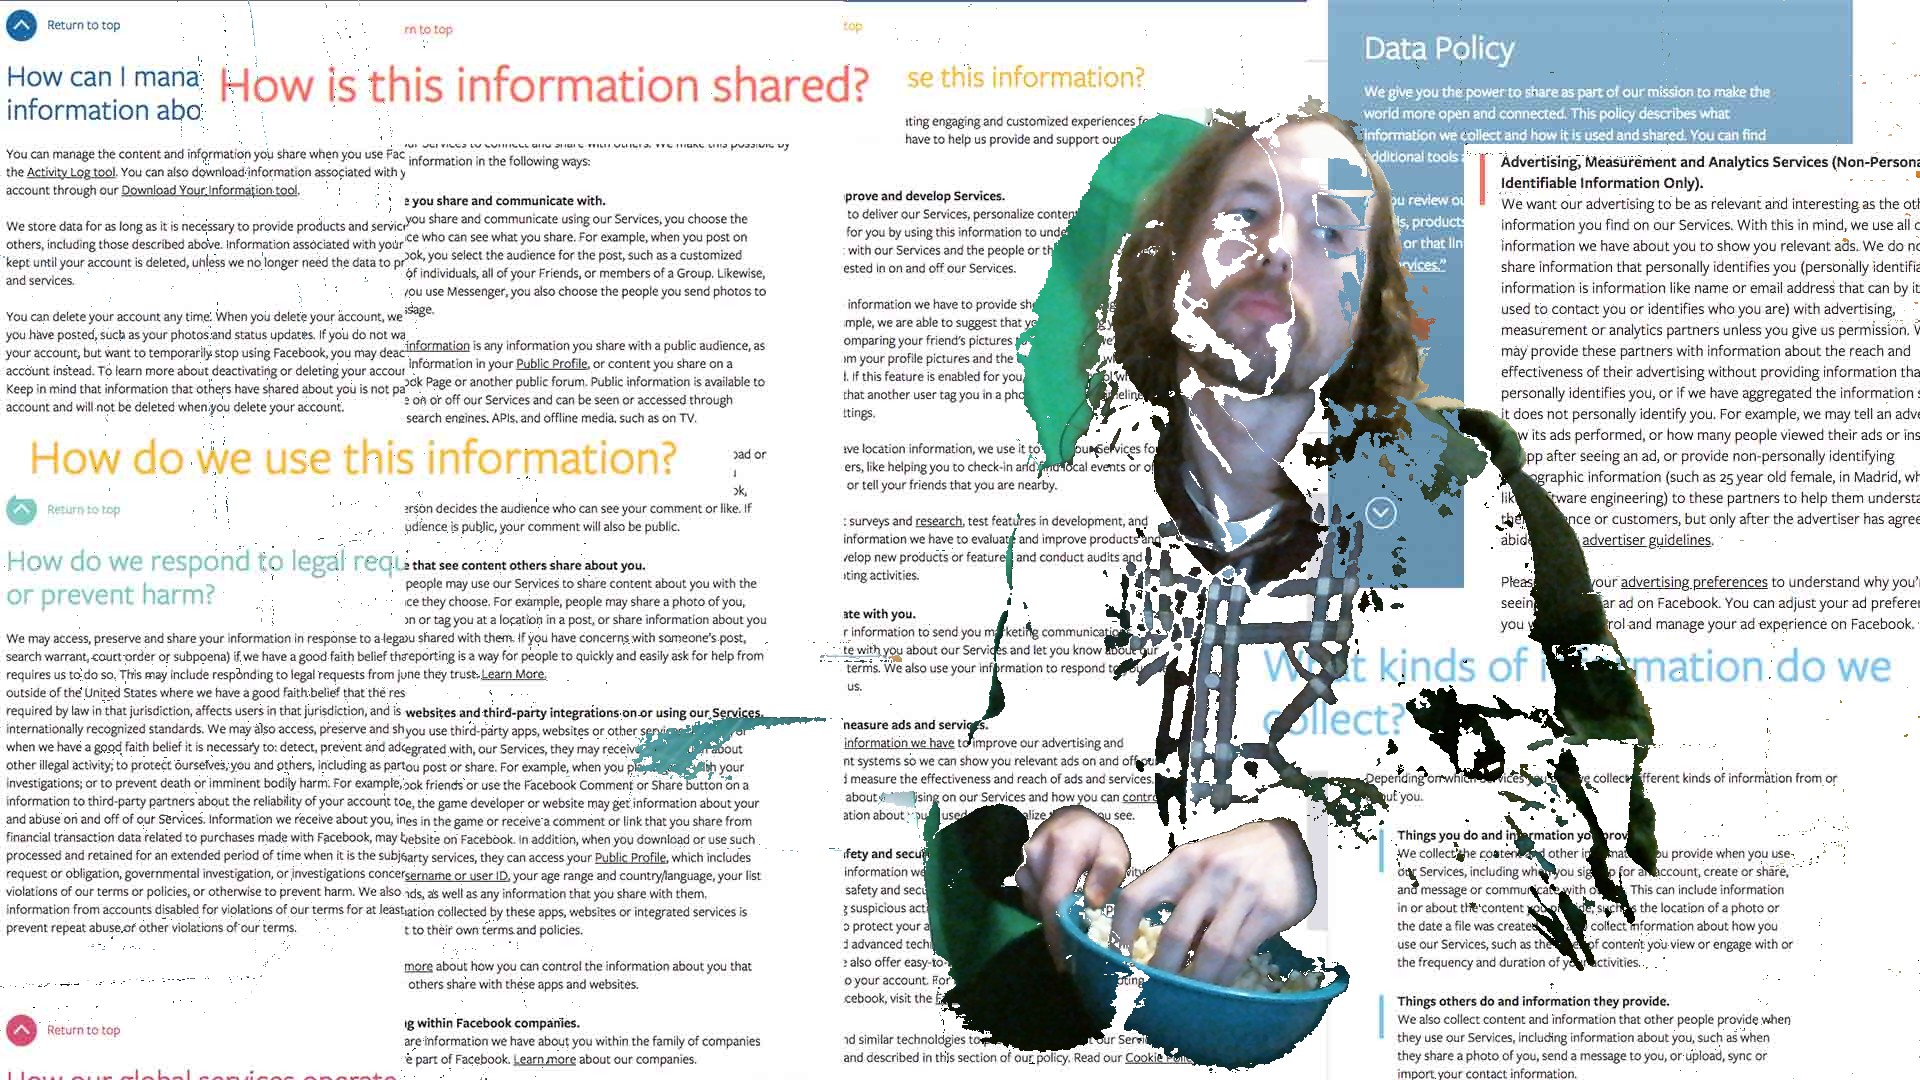 Return to top
How can I mana
information abo
You can manage the content and information you share when you use Fac
the Activity Log tool. You can also download information associated with y
account through our Download Your Information tool.
We store data for as long as it is necessary to provide products and service
others, including those described above. Information associated with your
kept until your account is deleted, unless we no longer need the data to pr
and services.
You can delete your account any time. When you delete your account, we
you have posted, such as your photos and status updates. If you do not wa
your account, but want to temporarily stop using Facebook, you may deac
account instead. To learn more about deactivating or deleting your accour
Keep in mind that information that others have shared about you is not pa
account and will not be deleted when you delete your account.
How do we use this information?
Return to top
How do we respond to legal requ
or prevent harm?
We may access, preserve and share your information in response to a lega
search warrant, court order or subpoena) if we have a good faith belief th
requires us to do so. This may include responding to legal requests from j
outside of the United States where we have a good faith belief that the res
required by law in that jurisdiction, affects users in that jurisdiction, and is
internationally recognized standards. We may also access, preserve and sh
when we have a good faith belief it is necessary to: detect, prevent and ad
other illegal activity; to protect ourselves, you and others, including as part
investigations; or to prevent death or imminent bodily harm. For example,
information to third-party partners about the reliability of your account to
and abuse on and off of our Services. Information we receive about you, in
financial transaction data related to purchases made with Facebook, may b
processed and retained for an extended period of time when it is the subj
request or obligation, governmental investigation, or investigations concer
violations of our terms or policies, or otherwise to prevent harm. We also
information from accounts disabled for violations of our terms for at least
prevent repeat abuse or other violations of our terms.
Return to top
rn to top
How is this information shared?
information in the following ways:
e you share and communicate with.
you share and communicate using our Services, you choose the
ce who can see what you share. For example, when you post on
ok, you select the audience for the post, such as a customized
of individuals, all of your Friends, or members of a Group. Likewise,
you use Messenger, you also choose the people you send photos to
sage.
information is any information you share with a public audience, as
information in your Public Profile, or content you share on a
ok Page or another public forum. Public information is available to
e on or off our Services and can be seen or accessed through
search engines, APIs, and offline media, such as on TV.
oad or
ok,
erson decides the audience who can see your comment or like. If
udience is public, your comment will also be public.
e that see content others share about you.
people may use our Services to share content about you with the
ce they choose. For example, people may share a photo of you,
on or tag you at a location in a post, or share information about you
ou shared with them. If you have concerns with someone's post,
reporting is a way for people to quickly and easily ask for help from
ne they trust. Learn More.
websites and third-party integrations on or using our Services.
you use third-party apps, websites or other
egrated with, our Services, they may receiv about
ou post or share. For example, when you your
ok friends or use the Facebook Comment or Share button on a
e, the game developer or website may get information about your
es in the game or receive a comment or link that you share from
ebsite on Facebook. In addition, when you download or use such
arty services, they can access your Public Profile, which includes
sername or user ID, your age range and country/language, your list
nds, as well as any information that you share with them.
ation collected by these apps, websites or integrated services is
t to their own terms and policies.
more about how you can control the information about you that
others share with these apps and websites.
g within Facebook companies.
are information we have about you within the family of companies
e part of Facebook. Learn more about our companies.
top
se this information?
ating engaging and customized experiences
have to help us provide and support our
prove and develop Services.
to deliver our Services, personalize conten
for you by using this information to unde
with our Services and the people or th
ested in on and off our Services.
information we have to provide sh
mple, we are able to suggest that
omparing your friend's pictures
m your profile pictures and the
l. If this feature is enabled for you
that another user tag you in a pho
ttings.
ve location information, we use it to our Services for
ers, like helping you to check-in and local events or of
or tell your friends that you are nearby.
surveys and research, test features in development, and
information we have to evaluate and improve products and
velop new products or features and conduct audits and
ting activities.
ate with you.
r information to send you marketing communications
te with you about our Services and let you know about our
terms. We also use your information to respond to
us.
measure ads and services.
information we have to improve our advertising and
nt systems so we can show you relevant ads on and off our
d measure the effectiveness and reach of ads and services.
about on our Services and how you can contro
ation about used you see.
fety and secur
information we
safety and secu
suspicious act
o protect your a
d advanced tech
also offer easy-to-
o your account. For
cebook, visit the
nd similar technologies to our Servi
and described in this section of our policy. Read our Cookie
Data Policy
We give you the power to share as part of our mission to make the
world more open and connected. This policy describes what
information we collect and how it is used and shared. You can find
additional tools
u review ou
ls, products
or that lin
rvices."
Advertising, Measurement and Analytics Services (Non-Persona
Identifiable Information Only).
We want our advertising to be as relevant and interesting as the oth
information you find on our Services. With this in mind, we use all o
information we have about you to show you relevant ads. We do no
share information that personally identifies you (personally identifia
information is information like name or email address that can by it
used to contact you or identifies who you are) with advertising,
measurement or analytics partners unless you give us permission. W
may provide these partners with information about the reach and
effectiveness of their advertising without providing information tha
personally identifies you, or if we have aggregated the information s
it does not personally identify you. For example, we may tell an adve
w its ads performed, or how many people viewed their ads or ins
pp after seeing an ad, or provide non-personally identifying
ographic information (such as 25 year old female, in Madrid, wh
lik ftware engineering) to these partners to help them understa
their nce or customers, but only after the advertiser has agree
abid advertiser guidelines.
Pleas your advertising preferences to understand why you'
seein ar ad on Facebook. You can adjust your ad prefere
you rol and manage your ad experience on Facebook.
What kinds of information do we
collect?
Depending on which Services you we collect different kinds of information from or
about you.
Things you do and information you prov
We collect the content and other information you provide when you use
our Services, including when you sign up for an account, create or share,
and message or communicate with This can include information
in or about the content you provide, such as the location of a photo or
the date a file was created collect information about how you
use our Services, such as the of content you view or engage with or
the frequency and duration of your activities.
Things others do and information they provide.
We also collect content and information that other people provide when
they use our Services, including information about you, such as when
they share a photo of you, send a message to you, or upload, sync or
import your contact information.